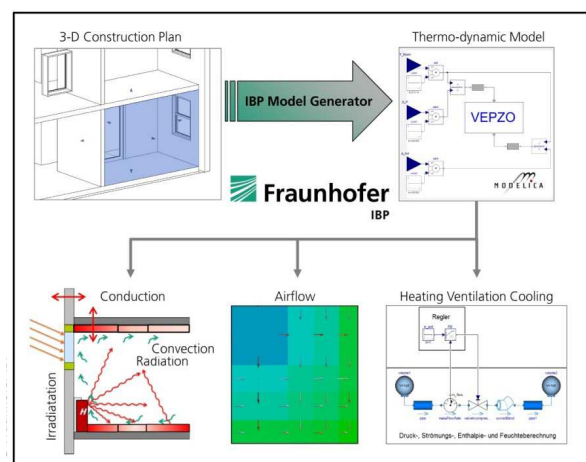 3-D Construction Plan
Thermo-dynamic Model
IBP Model Generator
VEPZO
MODELICA
Fraunhofer
IBP
Conduction
Airflow
Heating Ventilation Cooling
Convection
Radiation
Irradiatation
H
Regler
Druck-, Strömungs-, Enthalpie- und Feuchteberechnung